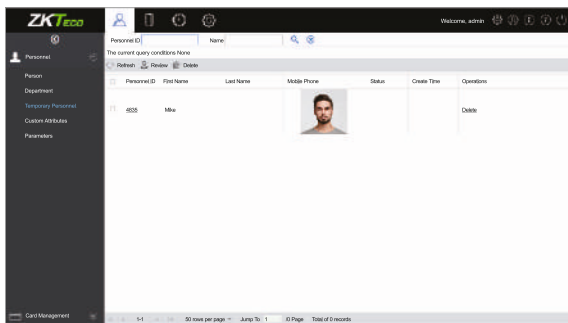 ZKTECO
Welcome, admin
Personnel ID Name
The current query conditions None
Refresh Review Delete
Personnel
Person
Department
Temporary Personnel
Custom Attributes
Parameters
Personnel ID First Name Last Name Mobile Phone Status Create Time Operations
4635 Mike Delete
Card Management
1-1 50 rows per page Jump To 1 /0 Page Total of 0 records